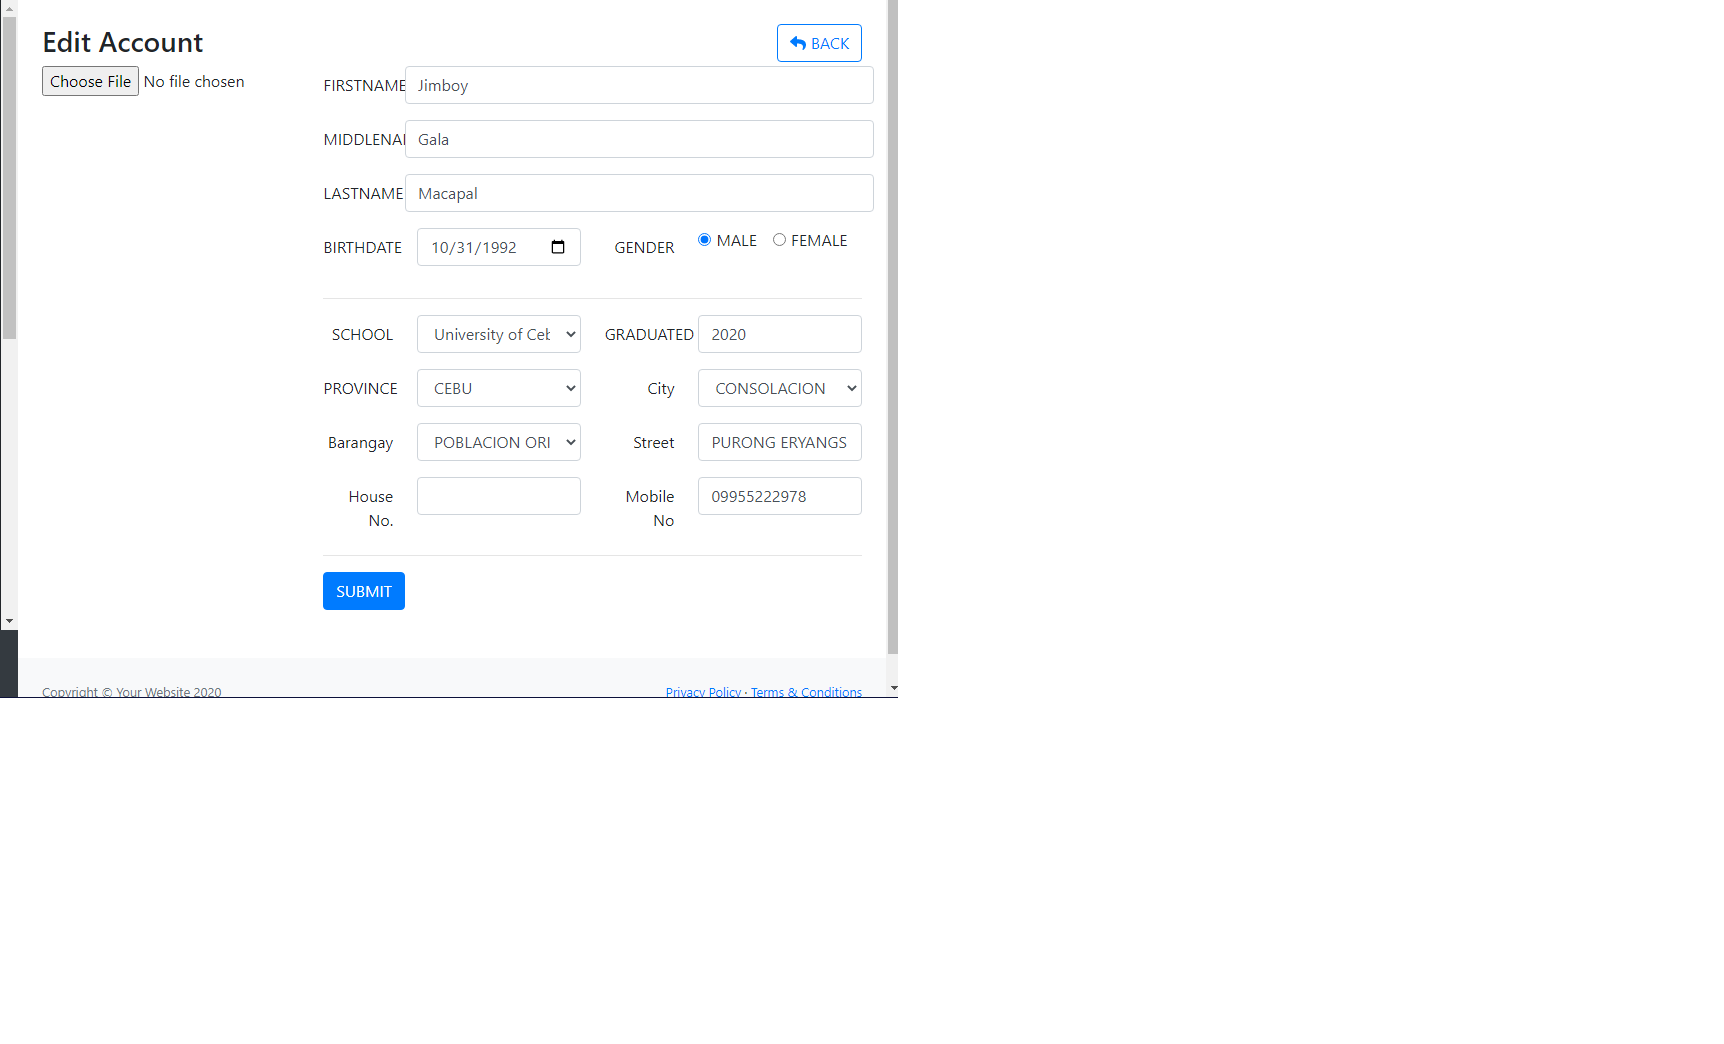 Edit Account
BACK
Choose File No file chosen
FIRSTNAME Jimboy
MIDDLENA Gala
LASTNAME Macapal
BIRTHDATE 10/31/1992 GENDER MALE FEMALE
SCHOOL University of Ceb GRADUATED 2020
PROVINCE CEBU City CONSOLACION
Barangay POBLACION ORI Street PURONG ERYANGS
House No. Mobile No 09955222978
SUBMIT
Copyright © Your Website 2020 Privacy Policy · Terms & Conditions